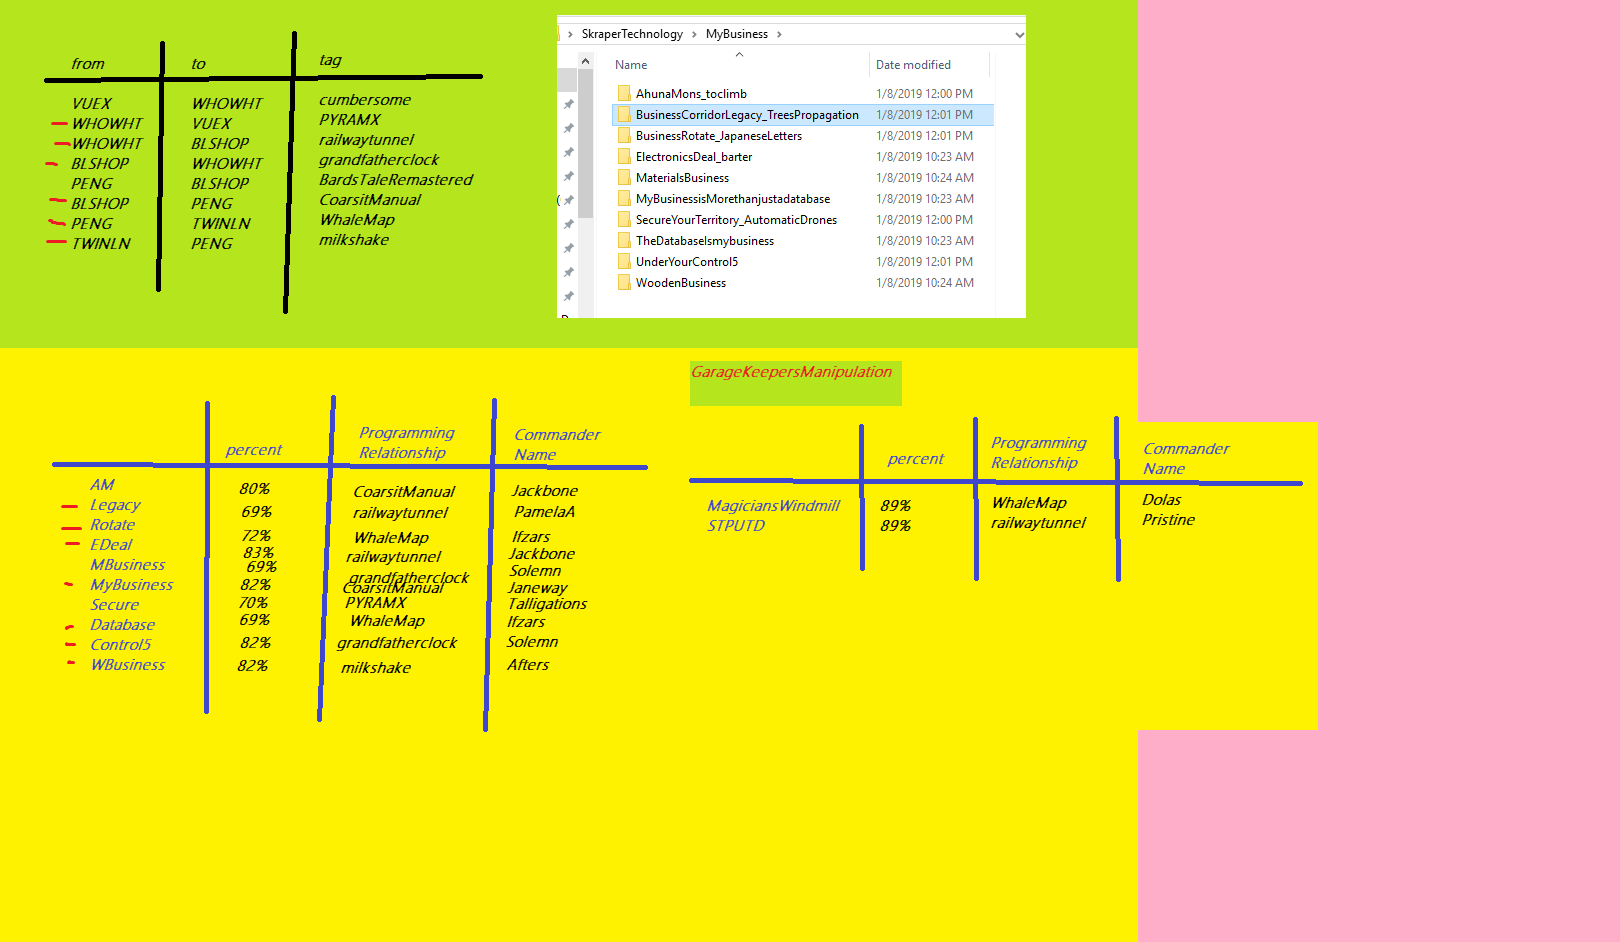 from to tag
VUEX WHOWHT cumbersome
WHOWHT VUEX PYRAMX
WHOWHT BLSHOP railwaytunnel
BLSHOP WHOWHT grandfatherclock
PENG BLSHOP BardsTaleRemastered
BLSHOP PENG CoarsitManual
PENG TWINLN WhaleMap
TWINLN PENG milkshake
SkraperTechnology > MyBusiness >
Name Date modified
AhunaMons_toclimb 1/8/2019 12:00 PM
BusinessCorridorLegacy_TreesPropagation 1/8/2019 12:01 PM
BusinessRotate_JapaneseLetters 1/8/2019 12:01 PM
ElectronicsDeal_barter 1/8/2019 10:23 AM
MaterialsBusiness 1/8/2019 10:24 AM
MyBusinessisMorethanjustadatabase 1/8/2019 10:23 AM
SecureYourTerritory_AutomaticDrones 1/8/2019 12:00 PM
TheDatabaseIsmybusiness 1/8/2019 10:23 AM
UnderYourControl5 1/8/2019 12:01 PM
WoodenBusiness 1/8/2019 10:24 AM
percent Programming Relationship Commander Name
AM 80% CoarsitManual Jackbone
Legacy 69% railwaytunnel PamelaA
Rotate 72% WhaleMap Ifzars
EDeal 83% railwaytunnel Jackbone
MBusiness 69% grandfatherclock Solemn
MyBusiness 82% CoarsitManual Janeway
Secure 70% PYRAMX Talligations
Database 69% WhaleMap Ifzars
Control5 82% grandfatherclock Solemn
WBusiness 82% milkshake Afters
GarageKeepersManipulation
percent Programming Relationship Commander Name
MagiciansWindmill 89% WhaleMap Dolas
STPUTD 89% railwaytunnel Pristine